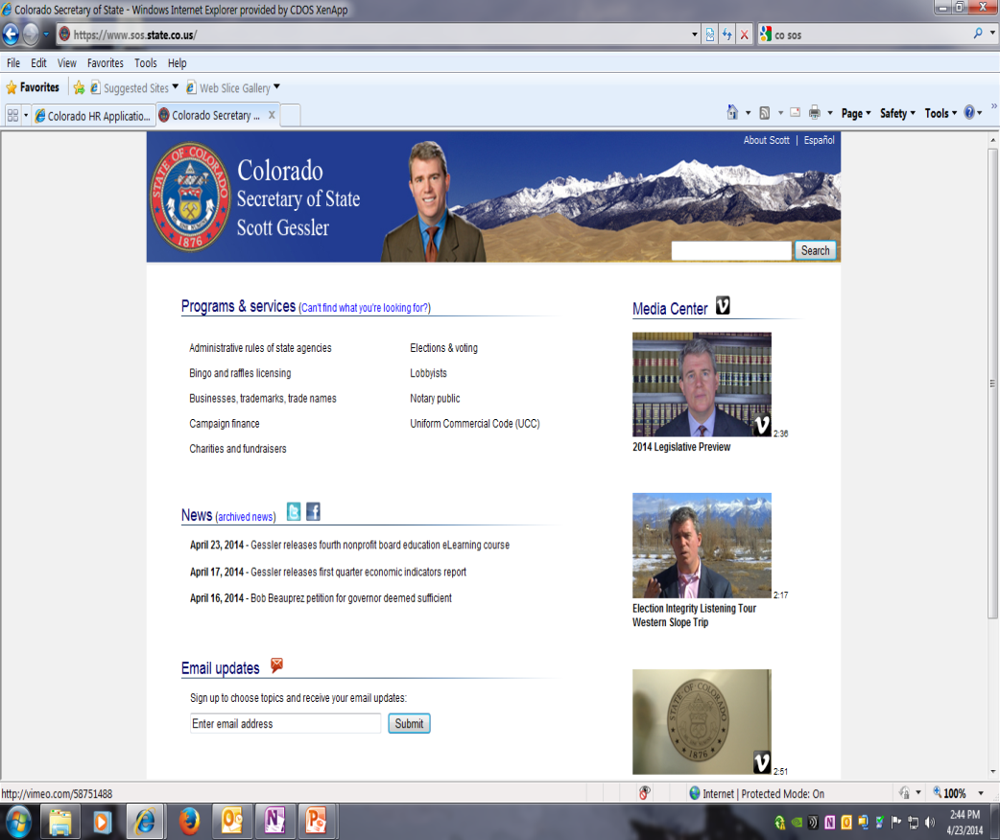 Colorado Secretary of State - Windows Internet Explorer provided by CDOS XenApp
https://www.sos.state.co.us/
co sos
File Edit View Favorites Tools Help
Favorites Suggested Sites Web Slice Gallery
Colorado HR Applicatio... Colorado Secretary ... X Page Safety Tools »
About Scott | Español
STATE OF COLORADO
1876
Colorado
Secretary of State
Scott Gessler
Search
Programs & services (Can't find what you're looking for?)
Administrative rules of state agencies
Bingo and raffles licensing
Businesses, trademarks, trade names
Campaign finance
Charities and fundraisers
Elections & voting
Lobbyists
Notary public
Uniform Commercial Code (UCC)
News (archived news)
April 23, 2014 - Gessler releases fourth nonprofit board education eLearning course
April 17, 2014 - Gessler releases first quarter economic indicators report
April 16, 2014 - Bob Beauprez petition for governor deemed sufficient
Email updates
Sign up to choose topics and receive your email updates:
Enter email address Submit
Media Center
2:36
2014 Legislative Preview
2:17
Election Integrity Listening Tour
Western Slope Trip
STATE OF COLORADO
1876
2:51
http://vimeo.com/58751488 Internet | Protected Mode: On 100%
2:44 PM
4/23/2014